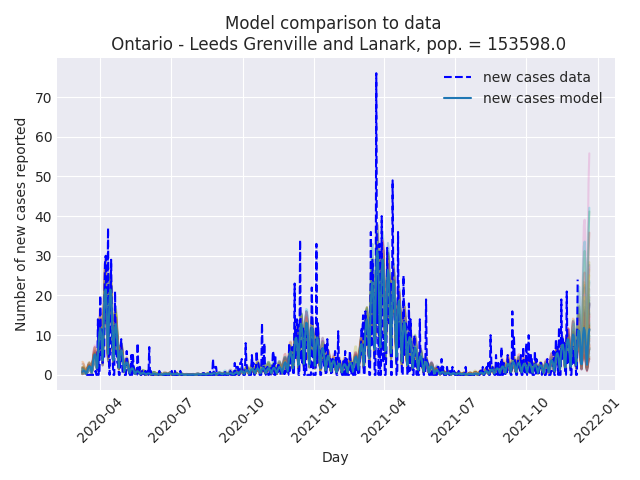 Model comparison to data
Ontario - Leeds Grenville and Lanark, pop. = 153598.0
new cases data
new cases model
Number of new cases reported
70
60
50
40
30
20
10
0
2020-04
2020-07
2020-10
2021-01
2021-04
2021-07
2021-10
2022-01
Day